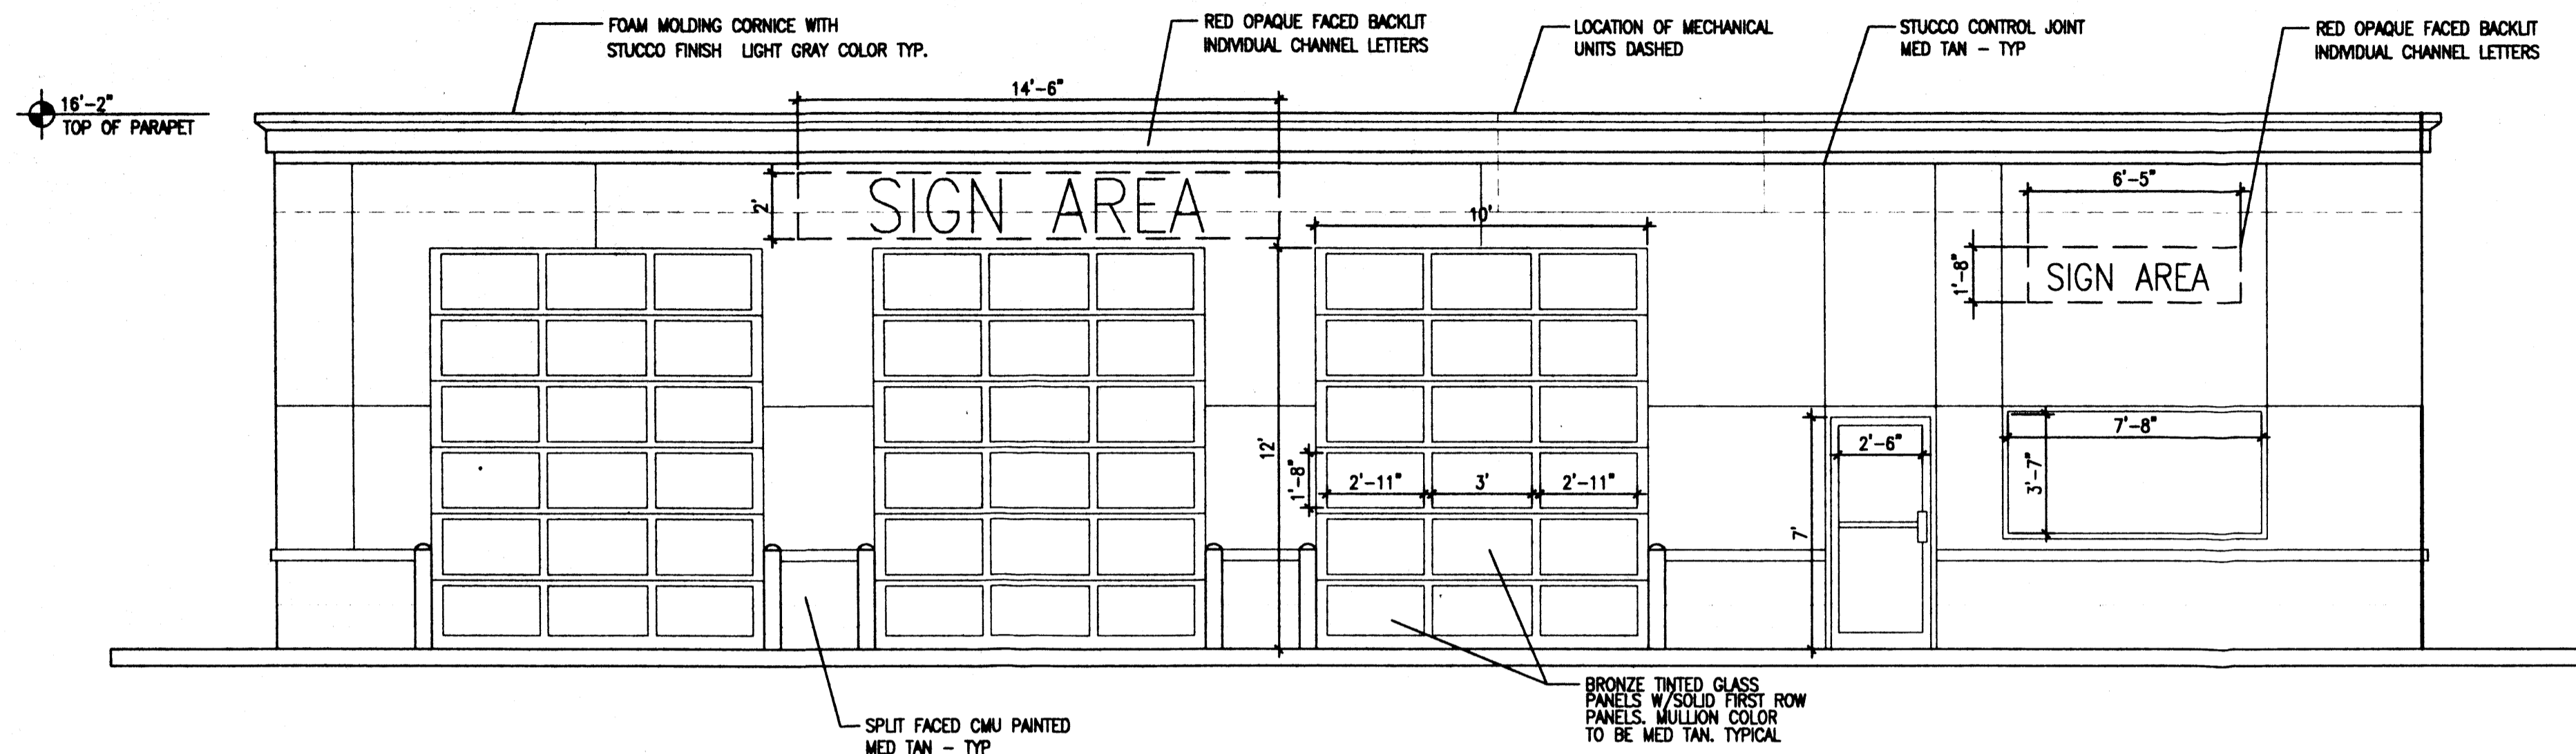 FOAM MOLDING CORNICE WITH
STUCCO FINISH LIGHT GRAY COLOR TYP.
RED OPAQUE FACED BACKLIT
INDIVIDUAL CHANNEL LETTERS
LOCATION OF MECHANICAL
UNITS DASHED
STUCCO CONTROL JOINT
MED TAN - TYP
RED OPAQUE FACED BACKLIT
INDIVIDUAL CHANNEL LETTERS
16'-2"
TOP OF PARAPET
14'-6"
2'
SIGN AREA
10'
6'-5"
1'-8"
SIGN AREA
12'
1'-8"
2'-11"
3'
2'-11"
7'
2'-6"
7'-8"
3'-7"
SPLIT FACED CMU PAINTED
MED TAN - TYP
BRONZE TINTED GLASS
PANELS W/SOLID FIRST ROW
PANELS. MULLION COLOR
TO BE MED TAN. TYPICAL